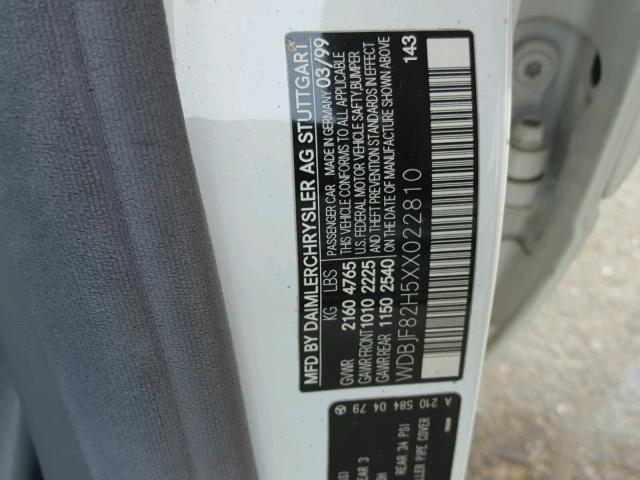 MFD BY DAIMLERCHRYSLER AG STUTTGART
PASSENGER CAR MADE IN GERMANY 03/99
KG LBS THIS VEHICLE CONFORMS TO ALL APPLICABLE
GVWR 2160 4765 U.S. FEDERAL MOTOR VEHICLE SAFETY, BUMPER
GAWR FRONT 1010 2225 AND THEFT PREVENTION STANDARDS IN EFFECT
GAWR REAR 1150 2540 ON DATE OF MANUFACTURE SHOWN ABOVE
WDBJF82H5XX022810 143
A 210 584 04 79
REAR 3
REAR 34 PSI
PIPE COVER